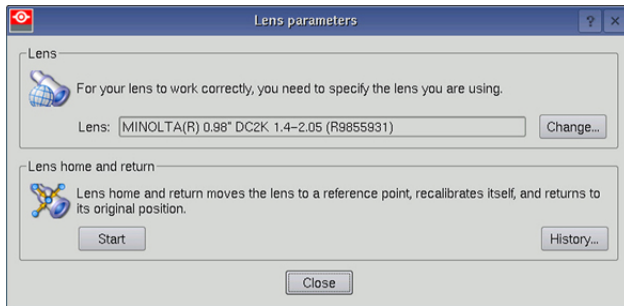 Lens parameters
?
Lens
For your lens to work correctly, you need to specify the lens you are using.
Lens: MINOLTA(R) 0.98" DC2K 1.4-2.05 (R9855931) Change...
Lens home and return
Lens home and return moves the lens to a reference point, recalibrates itself, and returns to
its original position.
Start History...
Close